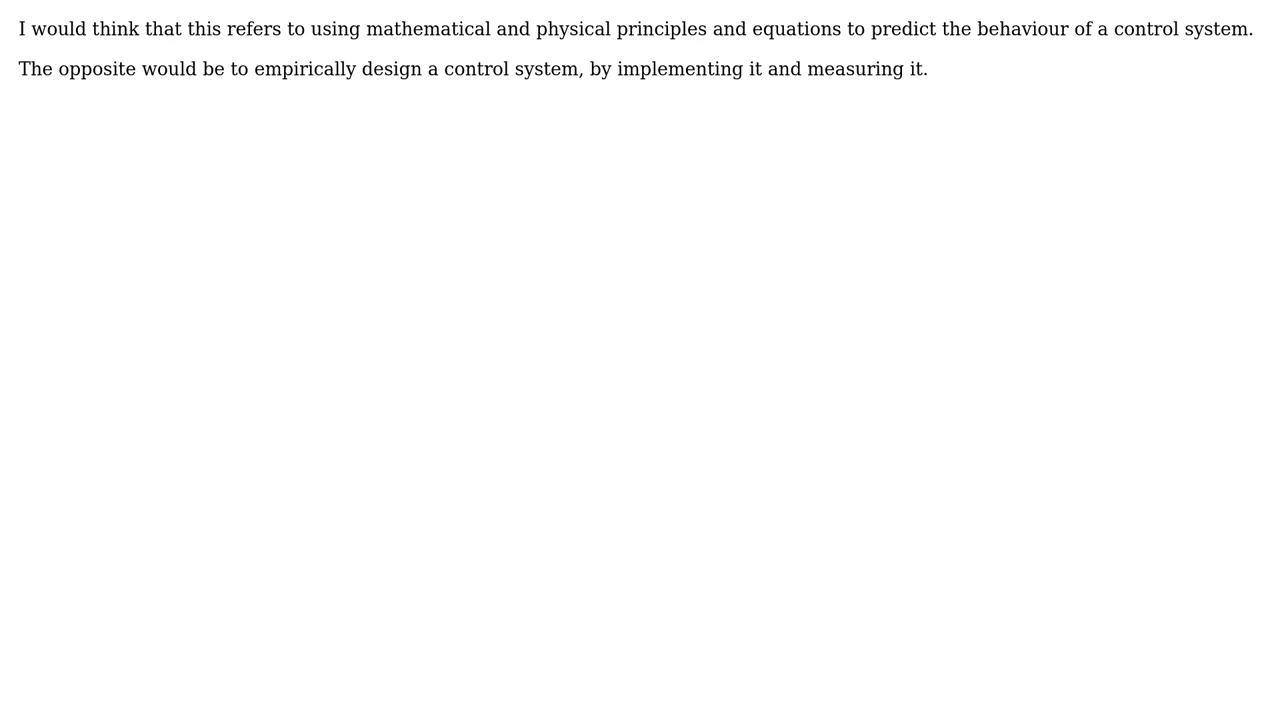 I would think that this refers to using mathematical and physical principles and equations to predict the behaviour of a control system.
The opposite would be to empirically design a control system, by implementing it and measuring it.